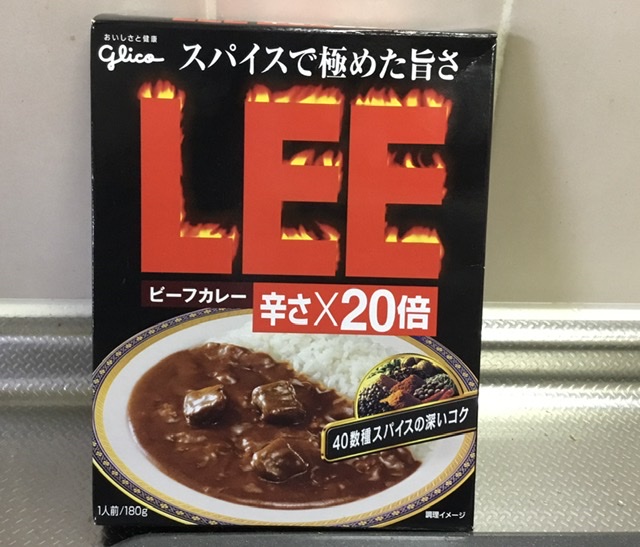 おいしさと健康
glico
スパイスで極めた旨さ
LEE
ビーフカレー
辛さ×20倍
40数種スパイスの深いコク
1人前/180g
調理イメージ